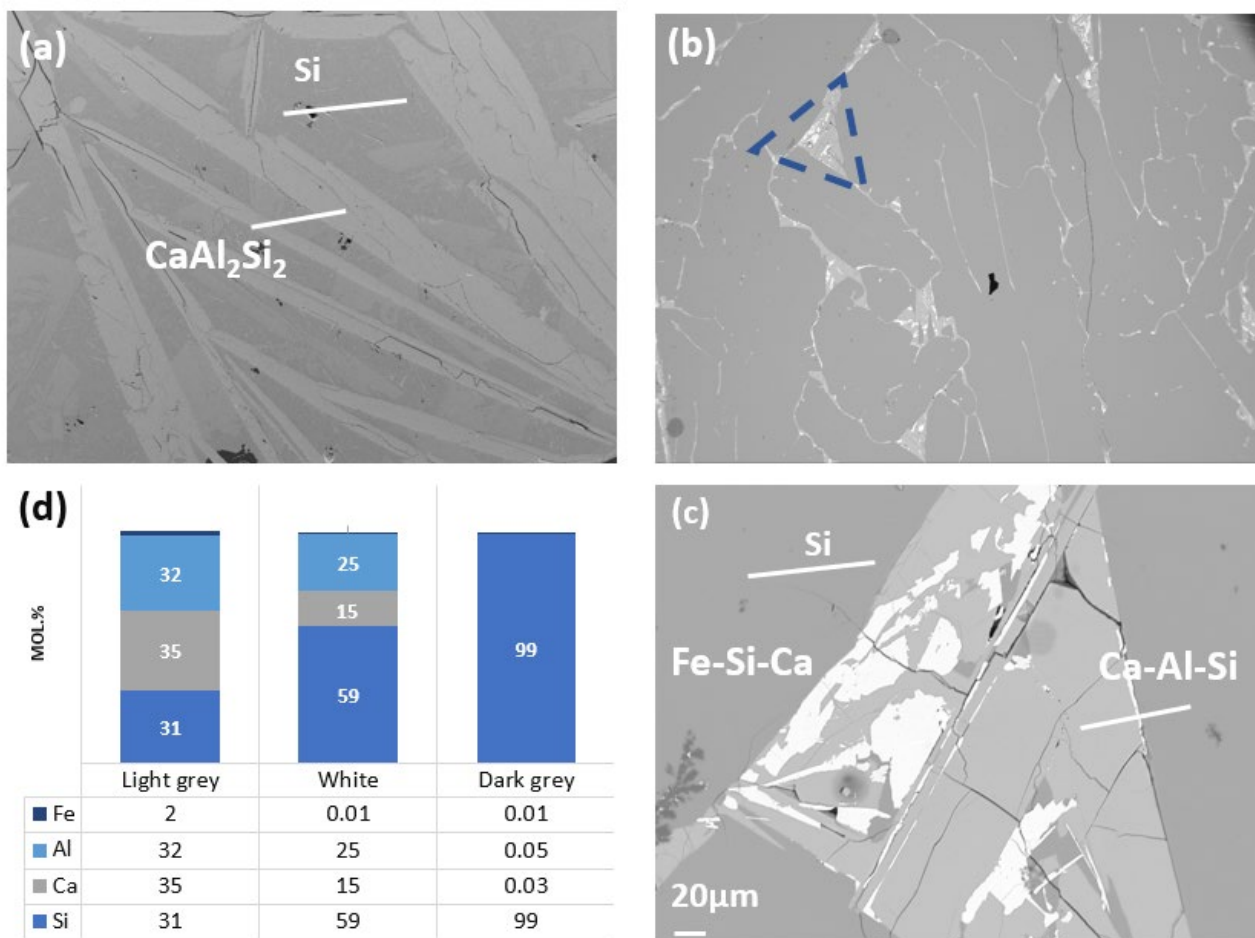 (a)
Si
CaAl₂Si₂
(b)
(d)
MOL.%
32
35
31
25
15
59
99
Light grey White Dark grey
Fe 2 0.01 0.01
Al 32 25 0.05
Ca 35 15 0.03
Si 31 59 99
(c)
Si
Fe-Si-Ca
Ca-Al-Si
20µm